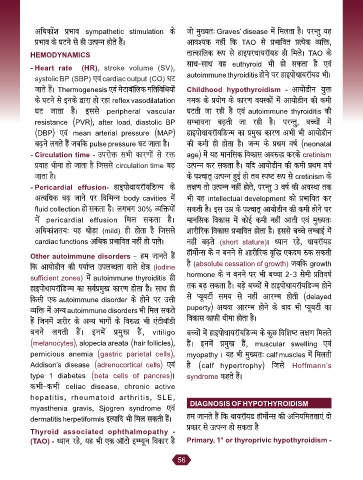 अधिकांश प्रभाव sympathetic stimulation के
प्रभाव के घटने से ही उत्पन्न होते हैं।
HEMODYNAMICS
- Heart rate (HR), stroke volume (SV),
systolic BP (SBP) एवं cardiac output (CO) घट
जाते हैं। Thermogenesis एवं मेटाबॉलिक गतिविधियों
के घटने से इनके द्वारा हो रहा reflex vasodilatation
घट जाता है। इससे peripheral vascular
resistance (PVR), after load, diastolic BP
(DBP) एवं mean arterial pressure (MAP)
बढ़ने लगते हैं जबकि pulse pressure घट जाता है।
- Circulation time - उपरोक्त सभी कारणों से रक्त
प्रवाह धीमा हो जाता है जिससे circulation time बढ़
जाता है।
- Pericardial effusion- हाइपोथायरॉयडिज्म के
अत्यधिक बढ़ जाने पर विभिन्न body cavities में
fluid collection हो सकता है। लगभग 30% व्यक्तियों
में pericardial effusion मिल सकता है।
अधिकांशतयः यह थोड़ा (mild) ही होता है जिससे
cardiac functions अधिक प्रभावित नहीं हो पाते।
Other autoimmune disorders – हम जानते हैं
कि आयोडीन की पर्याप्त उपलब्धता वाले क्षेत्र (iodine
sufficient zones) में autoimmune thyroiditis ही
हाइपोथायरॉडिज्म का सर्वप्रमुख कारण होता है। साथ ही
किसी एक autoimmune disorder के होने पर उसी
व्यक्ति में अन्य autoimmune disorders भी मिल सकते
हैं जिनमें शरीर के अन्य भागों के विरूद्ध भी एंटीबॉडी
बनने लगती हैं। इनमें प्रमुख हैं, vitiligo
(melanocytes), alopecia areata (hair follicles),
pernicious anemia (gastric parietal cells),
Addison's disease (adrenocortical cells) एवं
type 1 diabetes (beta cells of pancres)।
कभी-कभी celiac disease, chronic active
hepatitis, rheumatoid arthritis, SLE,
myasthenia gravis, Sjogren syndrome एवं
dermatitis herpetiformis इत्यादि भी मिल सकते हैं।
Thyroid associated ophthalmopathy -
(TAO) - ध्यान रहे, यह भी एक ऑटो इम्म्यून विकार है
जो मुख्यतः Graves' disease में मिलता है। परन्तु यह
आवश्यक नहीं कि TAO से प्रभावित प्रत्येक व्यक्ति,
तात्कालिक रूप से हाइपरथायरॉयड ही मिले। TAO के
साथ-साथ वह euthyroid भी हो सकता है एवं
autoimmune thyroiditis होने पर हाइपोथायरॉयड भी।
Childhood hypothyroidism - आयोडीन युक्त
नमक के प्रयोग के कारण वयस्कों में आयोडीन की कमी
घटती जा रही है एवं autoimmune thyroiditis की
सम्भावना बढ़ती जा रही है। परन्तु बच्चों में
हाइपोथायरॉयडिज्म का प्रमुख कारण अभी भी आयोडीन
की कमी ही होता है। जन्म के प्रथम वर्ष (neonatal
age) में यह मानसिक विकास अवरूद्ध करके cretinism
उत्पन्न कर सकता है। यदि आयोडीन की कमी प्रथम वर्ष
के पश्चात् उत्पन्न हुई हो तब स्पष्ट रूप से cretinism के
लक्षण तो उत्पन्न नहीं होते, परन्तु 3 वर्ष की अवस्था तक
भी यह intellectual development को प्रभावित कर
सकती है। इस उम्र के पश्चात् आयोडीन की कमी होने पर
मानसिक विकास में कोई कमी नहीं आती एवं मुख्यतः
शारीरिक विकास प्रभावित होता है। इससे बच्चे लम्बाई में
नहीं बढ़ते (short stature)। ध्यान रहे, थायरॉयड
हॉर्मोन्स के न बनने से शारीरिक वृद्धि एकदम रुक सकती
है (absolute cessation of growth) जबकि growth
hormone के न बनने पर भी बच्चा 2-3 सेमी प्रतिवर्ष
तक बढ़ सकता है। बड़े बच्चों में हाइपोथायरॉयडिज्म होने
से प्यूबर्टी समय से नहीं आरम्भ होती (delayed
puperty) अथवा आरम्भ होने के बाद भी प्यूबर्टी का
विकास काफी धीमा होता है।
बच्चों में हाइपोथायरॉयडिज्म के कुछ विशिष्ट लक्षण मिलते
हैं। इनमें प्रमुख हैं, muscular swelling एवं
myopathy। यह भी मुख्यतः calf muscles में मिलती
है (calf hypertrophy) जिसे Hoffmann's
syndrome कहते हैं।
DIAGNOSIS OF HYPOTHYROIDISM
हम जानते हैं कि थायरॉयड हॉर्मोन्स की अनियमितताएं दो
प्रकार से उत्पन्न हो सकता है
Primary, 1° or thyroprivic hypothyroidism -
56